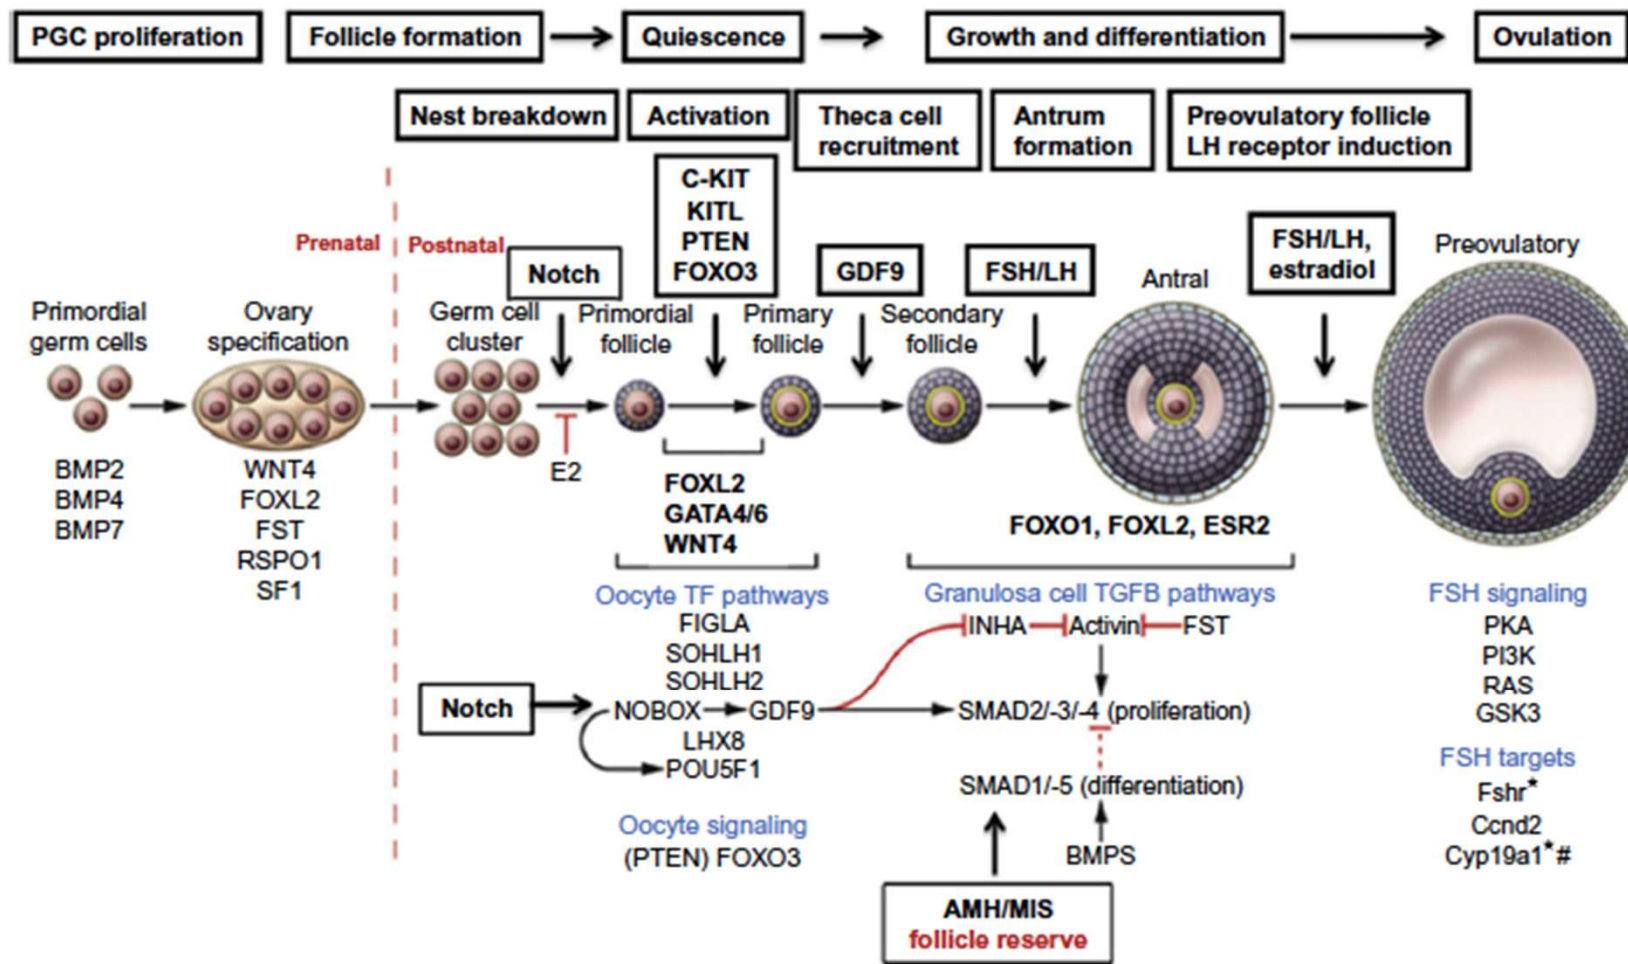 PGC proliferation
Follicle formation
Quiescence
Growth and differentiation
Ovulation
Nest breakdown
Activation
Theca cell
recruitment
Antrum
formation
Preovulatory follicle
LH receptor induction
C-KIT
KITL
PTEN
FOXO3
Prenatal
Postnatal
Notch
GDF9
FSH/LH
FSH/LH,
estradiol
Primordial
germ cells
Ovary
specification
Germ cell
cluster
Primordial
follicle
Primary
follicle
Secondary
follicle
Antral
Preovulatory
BMP2
BMP4
BMP7
WNT4
FOXL2
FST
RSPO1
SF1
E2
FOXL2
GATA4/6
WNT4
FOXO1, FOXL2, ESR2
Oocyte TF pathways
FIGLA
SOHLH1
SOHLH2
Notch
NOBOX GDF9
LHX8
POU5F1
Oocyte signaling
(PTEN) FOXO3
Granulosa cell TGFB pathways
INHA Activin FST
SMAD2/-3/-4 (proliferation)
SMAD1/-5 (differentiation)
BMPS
AMH/MIS
follicle reserve
FSH signaling
PKA
PI3K
RAS
GSK3
FSH targets
Fshr*
Ccnd2
Cyp19a1*#